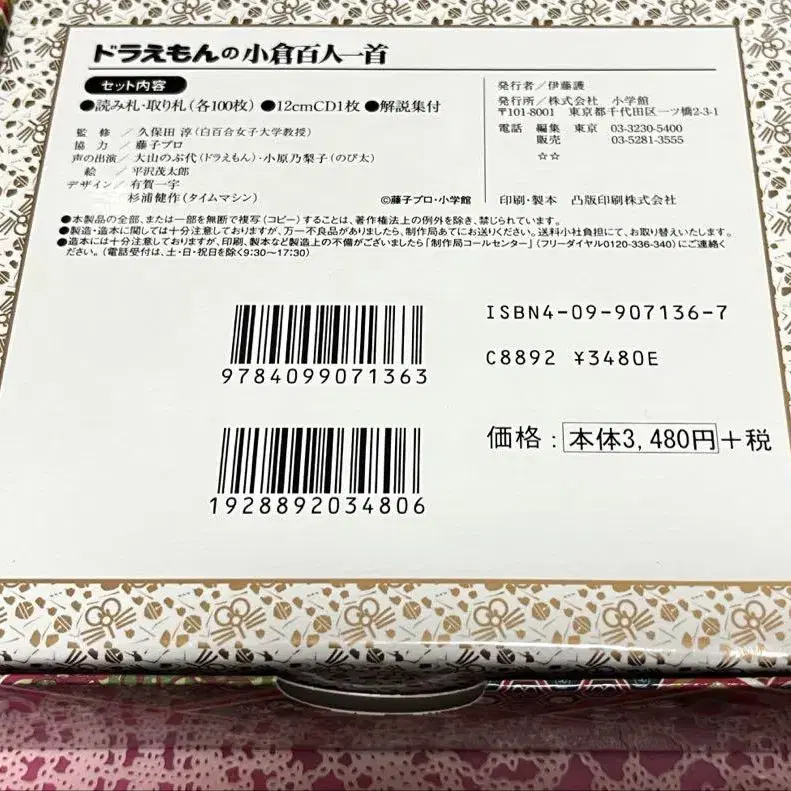 ドラえもんの小倉百人一首
セット内容
●読み札・取り札(各100枚) ●12cmCD1枚 ●解説集付
監修/久保田 淳(白百合女子大学教授)
協力/藤子プロ
声の出演/大山のぶ代(ドラえもん)・小原乃梨子(のび太)
絵/平沢茂太郎
デザイン/有賀一宇
杉浦健作(タイムマシン)
©藤子プロ・小学館
発行者/伊藤護
発行所/株式会社 小学館
〒101-8001 東京都千代田区一ツ橋2-3-1
電話 編集 東京 03-3230-5400
販売 03-5281-3555
☆☆
印刷・製本 凸版印刷株式会社
●本製品の全部、または一部を無断で複写(コピー)することは、著作権法上の例外を除き、禁じられています。
●製造・造本に関しては十分注意しておりますが、万一不良品がありましたら、制作局あてにお送りください。送料小社負担にて、お取り替えいたします。
●造本には十分注意しておりますが、印刷、製本など製造上の不備がございましたら「制作局コールセンター」(フリーダイヤル0120-336-340)にご連絡
ください。(電話受付は、土・日・祝日を除く9:30〜17:30)
9784099071363
1928892034806
ISBN4-09-907136-7
C8892 ¥3480E
価格:本体3,480円+税